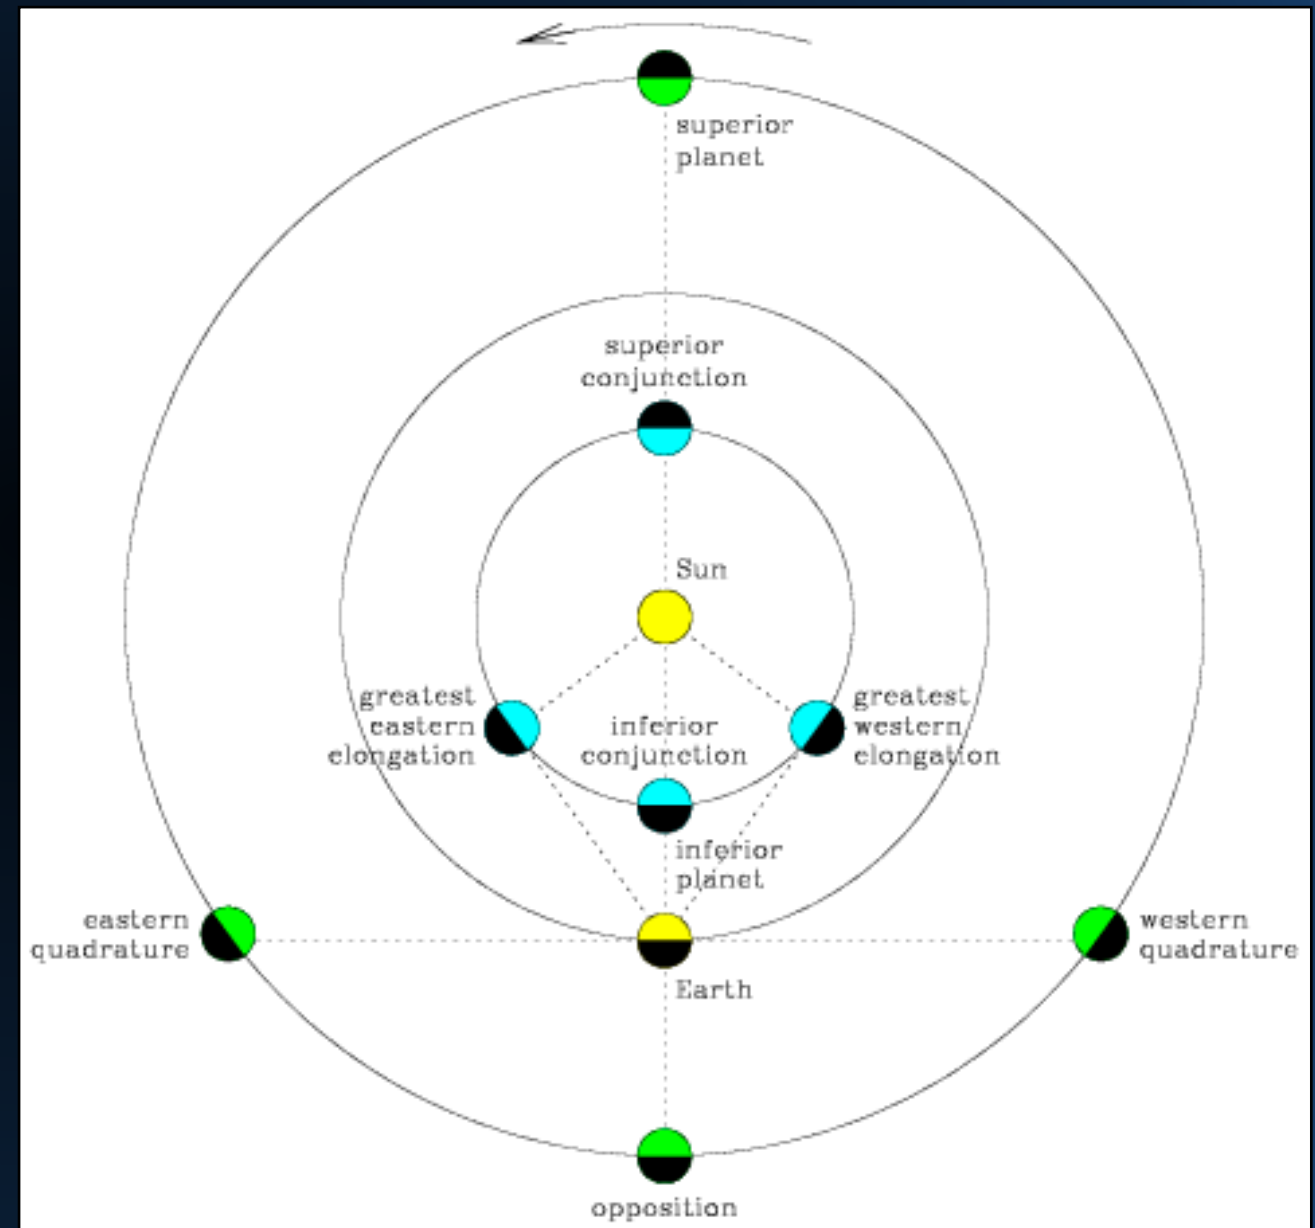 superior
planet
superior
conjunction
Sun
greatest
eastern
elongation
inferior
conjunction
greatest
western
elongation
inferior
planet
eastern
quadrature
western
quadrature
Earth
opposition